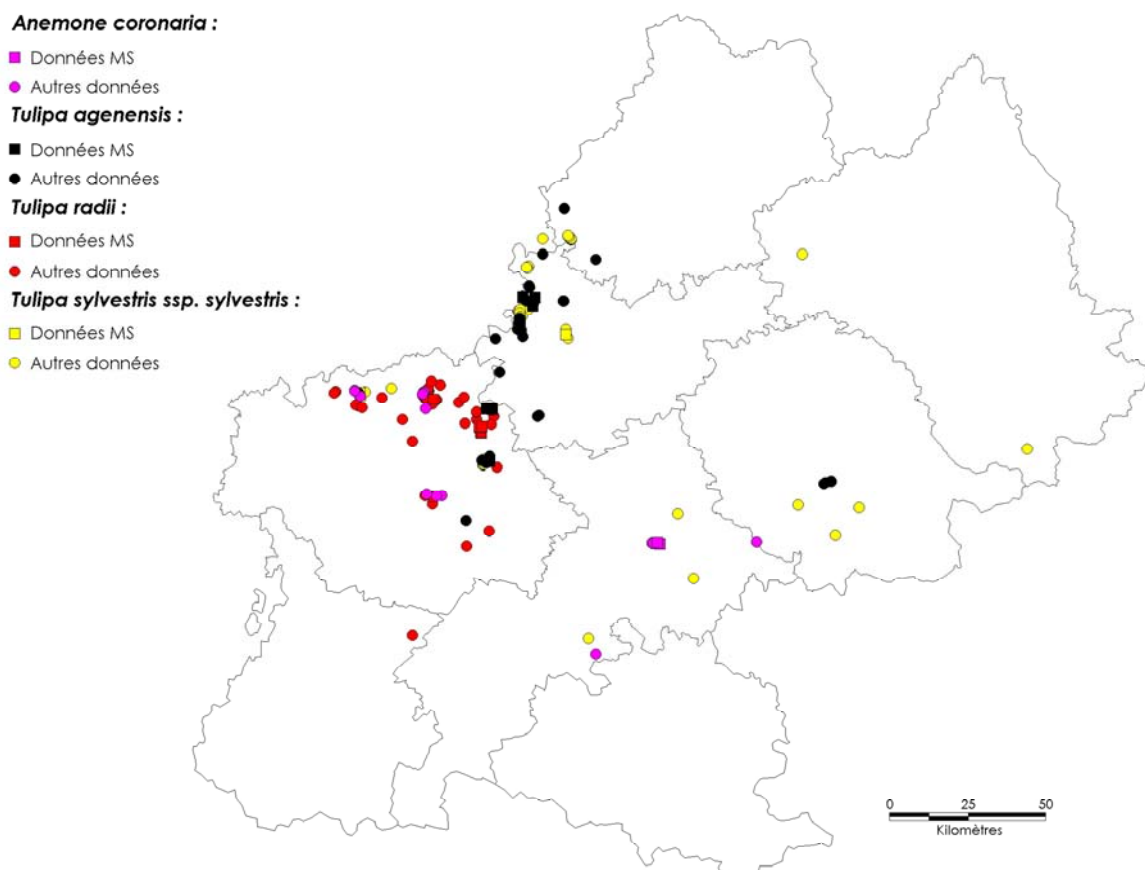 Anemone coronaria :
Données MS
Autres données
Tulipa agenensis :
Données MS
Autres données
Tulipa radii :
Données MS
Autres données
Tulipa sylvestris ssp. sylvestris :
Données MS
Autres données
0 25 50
Kilomètres